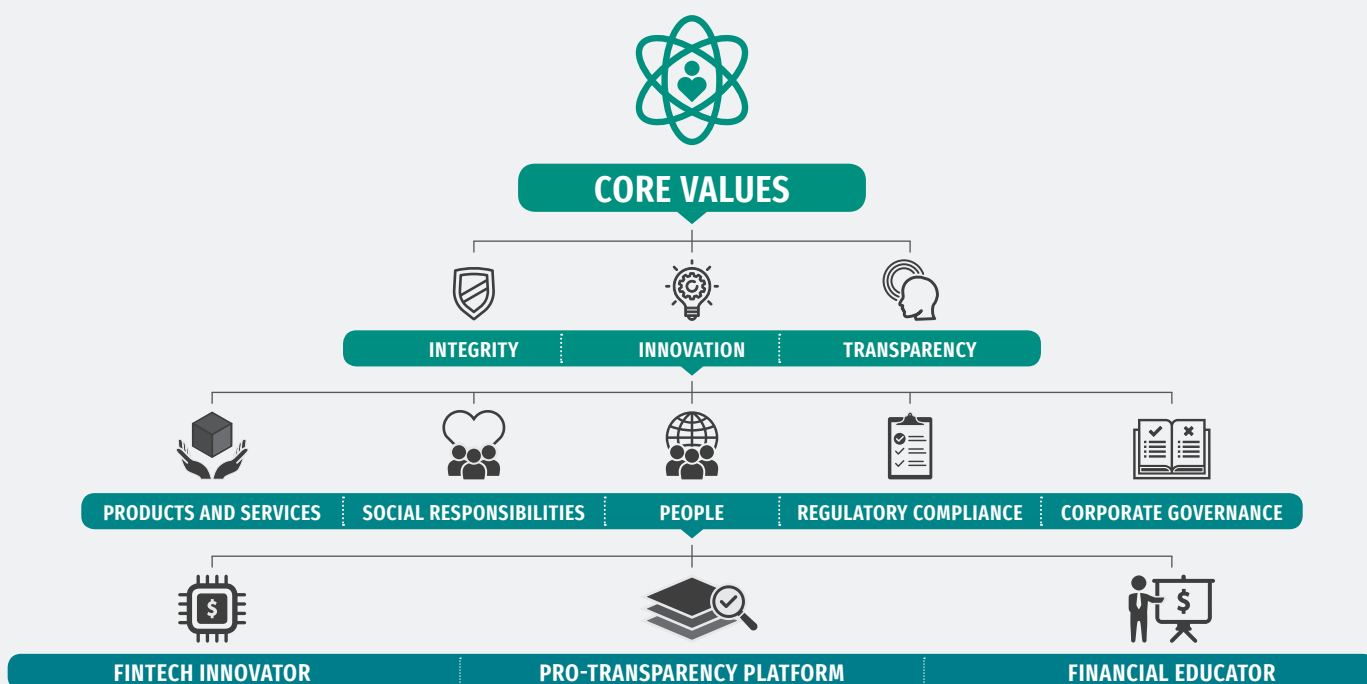 CORE VALUES
INTEGRITY INNOVATION TRANSPARENCY
PRODUCTS AND SERVICES SOCIAL RESPONSIBILITIES PEOPLE REGULATORY COMPLIANCE CORPORATE GOVERNANCE
$ $
FINTECH INNOVATOR PRO-TRANSPARENCY PLATFORM FINANCIAL EDUCATOR